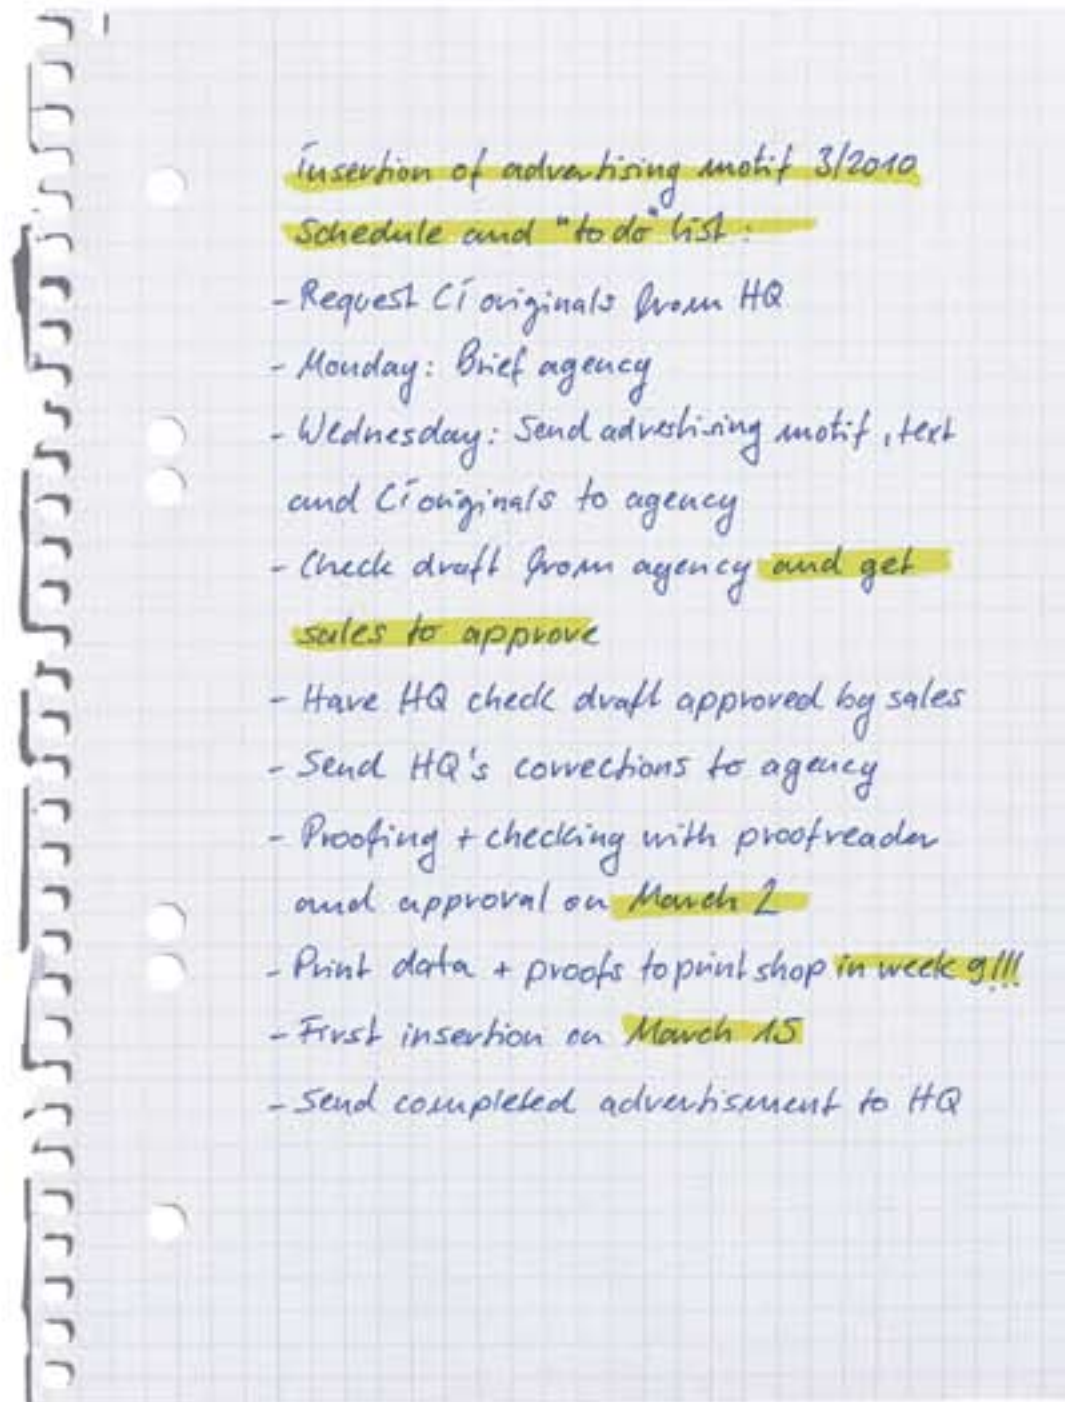 Insertion of advertising motif 3/2010
Schedule and "to do" list:
- Request CI originals from HQ
- Monday: Brief agency
- Wednesday: Send advertising motif, text
and CI originals to agency
- Check draft from agency and get
sales to approve
- Have HQ check draft approved by sales
- Send HQ's corrections to agency
- Proofing + checking with proofreader
and approval on March 2
- Print data + proofs to print shop in week 9!!!
- First insertion on March 15
- Send completed advertisment to HQ